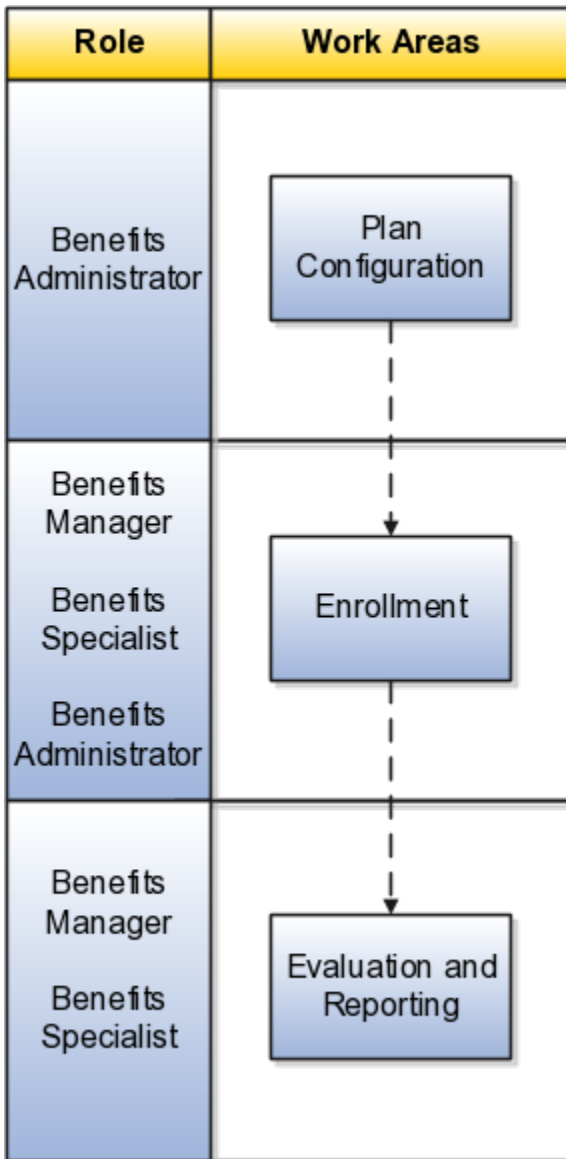 Role
Work Areas
Benefits
Administrator
Plan
Configuration
Benefits
Manager
Benefits
Specialist
Benefits
Administrator
Enrollment
Benefits
Manager
Benefits
Specialist
Evaluation and
Reporting